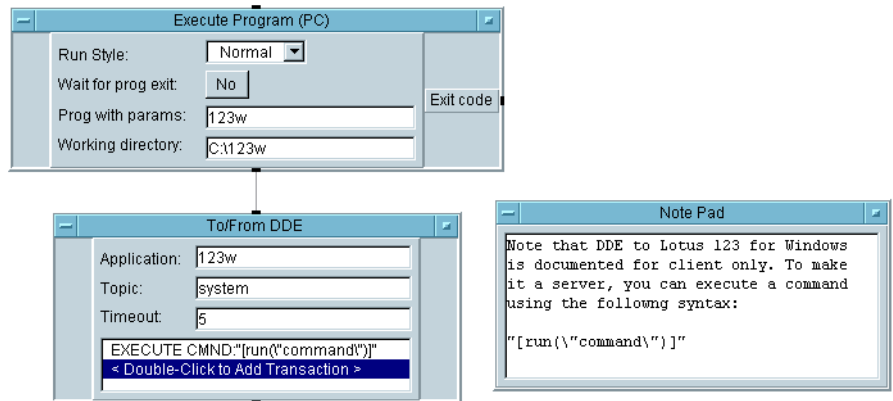 Execute Program (PC)
Run Style:
Normal
Wait for prog exit:
No
Prog with params:
123w
Working directory:
C:\123w
Exit code
To/From DDE
Application:
123w
Topic:
system
Timeout:
5
EXECUTE CMND:"[run(\"command\")]"
< Double-Click to Add Transaction >
Note Pad
Note that DDE to Lotus 123 for Windows
is documented for client only. To make
it a server, you can execute a command
using the followng syntax:
"[run(\"command\")]"